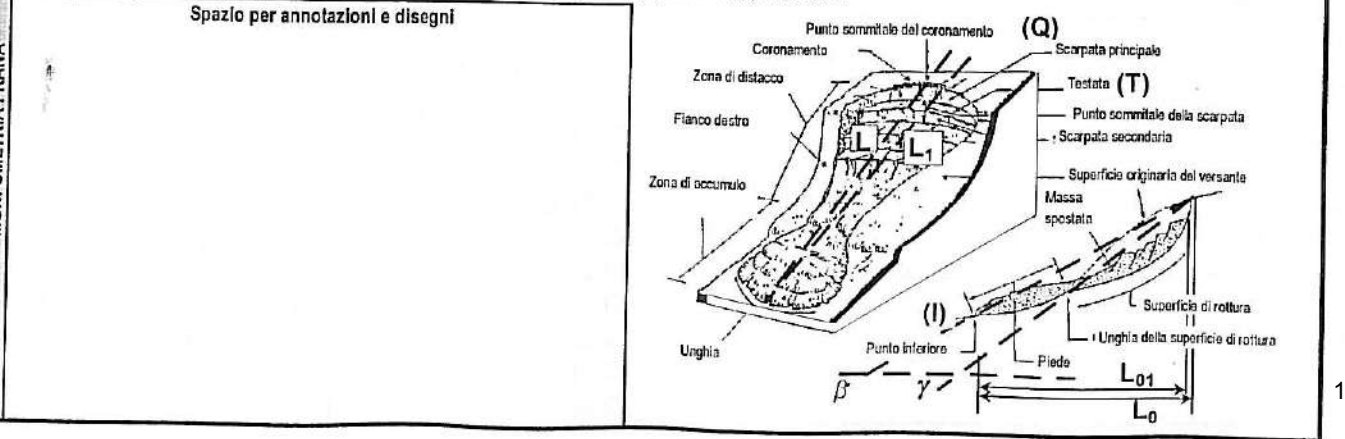 Spazio per annotazioni e disegni
Punto sommitale del coronamento
(Q)
Coronamento
Scarpata principale
Zona di distacco
Testata (T)
Fianco destro
Punto sommitale della scarpata
L
L1
Scarpata secondaria
Superficie originaria del versante
Zona di accumulo
Massa
spostata
Superficie di rottura
(I)
Unghia della superficie di rottura
Unghia
Punto inferiore
Piede
β
γ
L01
L0
1